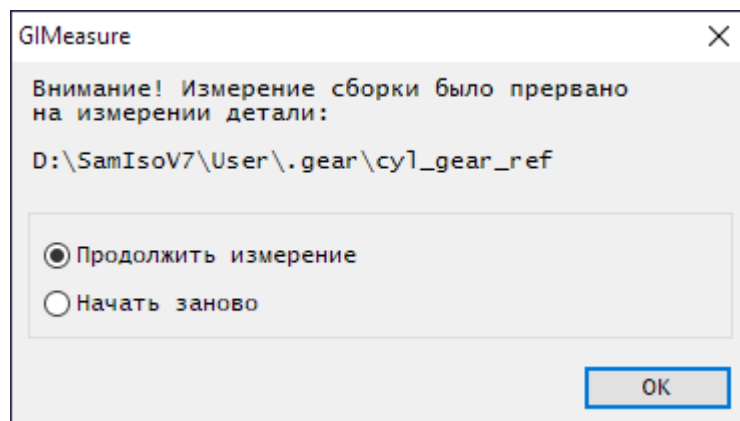 GIMeasure
Внимание! Измерение сборки было прервано
на измерении детали:
D:\SamIsoV7\User\.gear\cyl_gear_ref
Продолжить измерение
Начать заново
OK